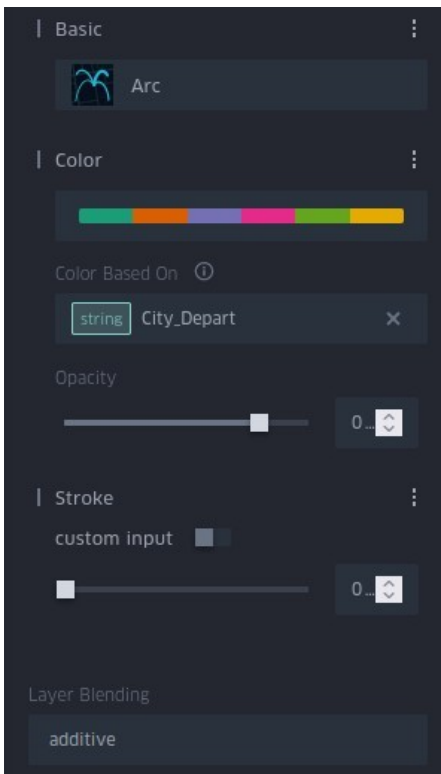 Basic
Arc
Color
Color Based On
string City_Depart
Opacity
0...
Stroke
custom input
0...
Layer Blending
additive